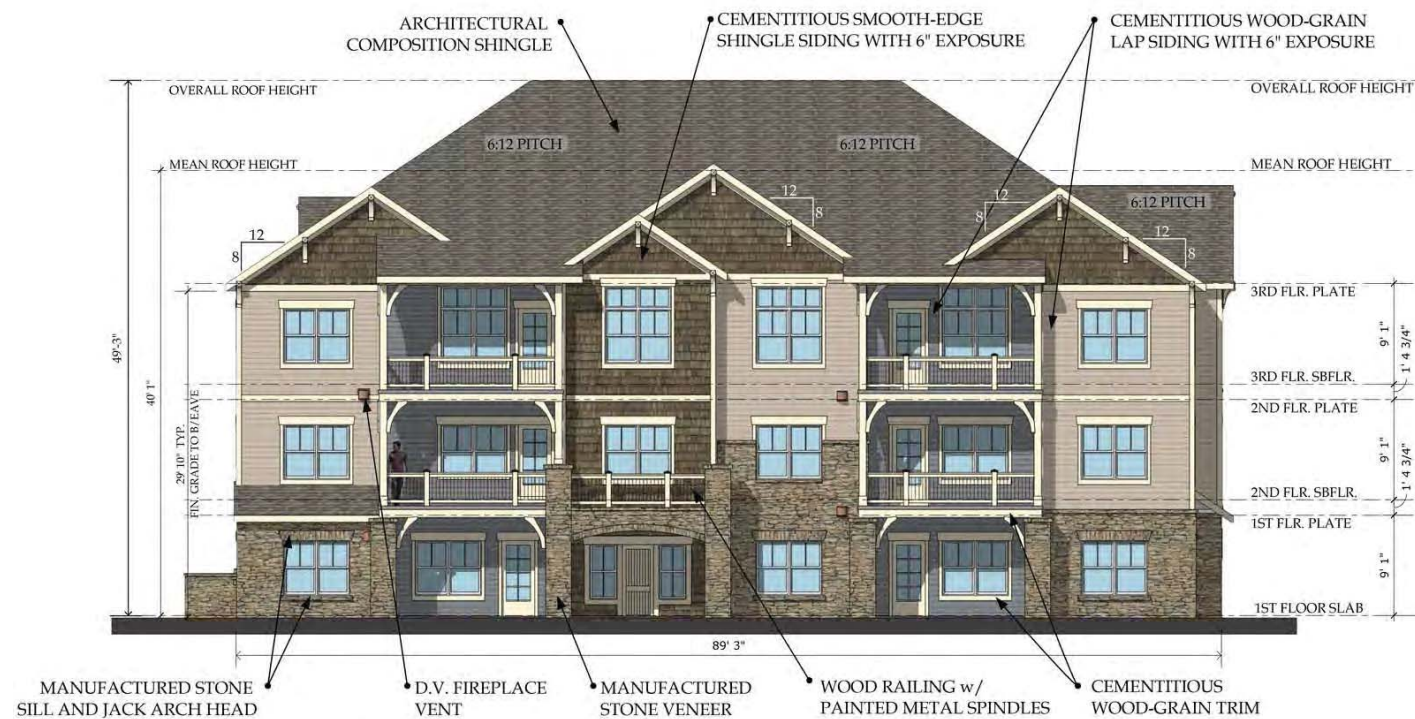 ARCHITECTURAL
COMPOSITION SHINGLE
CEMENTITIOUS SMOOTH-EDGE
SHINGLE SIDING WITH 6" EXPOSURE
CEMENTITIOUS WOOD-GRAIN
LAP SIDING WITH 6" EXPOSURE
OVERALL ROOF HEIGHT
OVERALL ROOF HEIGHT
6:12 PITCH
6:12 PITCH
MEAN ROOF HEIGHT
MEAN ROOF HEIGHT
6:12 PITCH
12
8
12
8
12
8
12
8
3RD FLR. PLATE
3RD FLR. SBFLR.
2ND FLR. PLATE
2ND FLR. SBFLR.
1ST FLR. PLATE
1ST FLOOR SLAB
9' 1"
1' 4 3/4"
9' 1"
1' 4 3/4"
9' 1"
49'-3"
40' 1"
29' 10" TYP.
FIN. GRADE TO B/EAVE
89' 3"
MANUFACTURED STONE
SILL AND JACK ARCH HEAD
D.V. FIREPLACE
VENT
MANUFACTURED
STONE VENEER
WOOD RAILING w/
PAINTED METAL SPINDLES
CEMENTITIOUS
WOOD-GRAIN TRIM